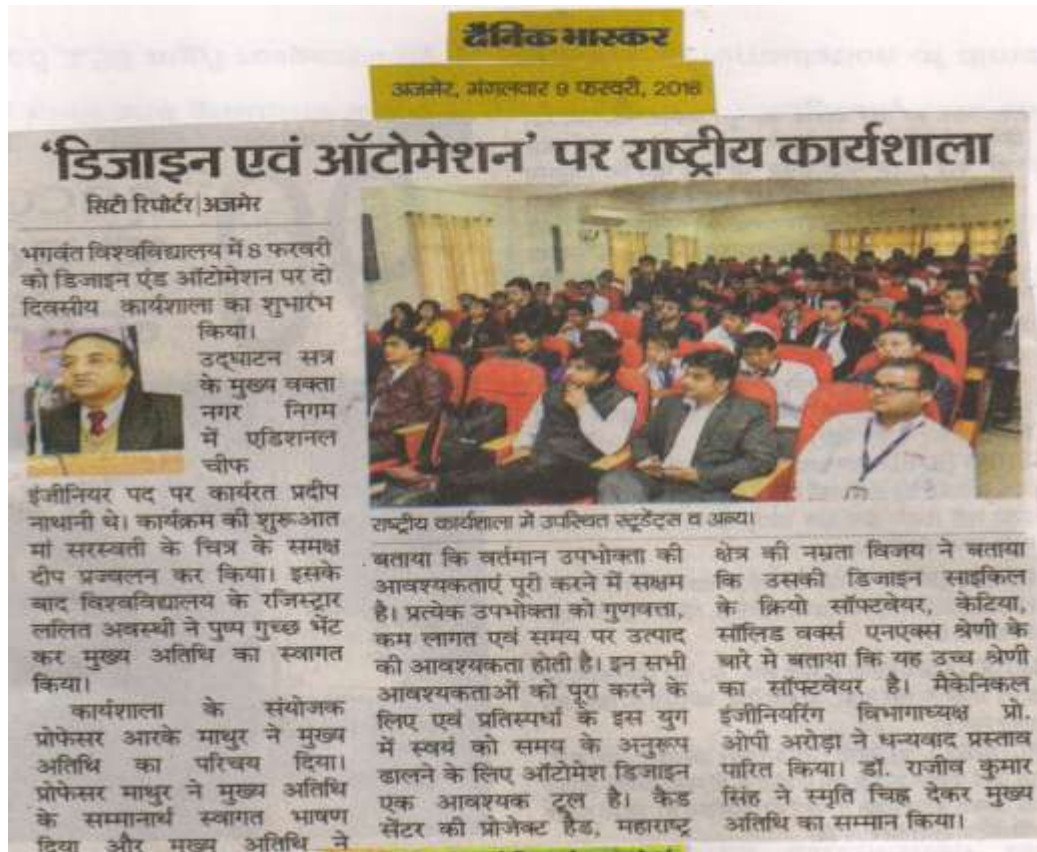 दैनिक भास्कर
अजमेर, मंगलवार 9 फरवरी, 2016
'डिजाइन एवं ऑटोमेशन' पर राष्ट्रीय कार्यशाला
सिटी रिपोर्टर|अजमेर
भगवंत विश्वविद्यालय में 8 फरवरी
को डिजाइन एंड ऑटोमेशन पर दो
दिवसीय कार्यशाला का शुभारंभ
किया।
उद्घाटन सत्र
के मुख्य वक्ता
नगर निगम
में एडिशनल
चीफ
इंजीनियर पद पर कार्यरत प्रदीप
नाथानी थे। कार्यक्रम की शुरूआत
मां सरस्वती के चित्र के समक्ष
दीप प्रज्वलन कर किया। इसके
बाद विश्वविद्यालय के रजिस्ट्रार
ललित अवस्थी ने पुष्प गुच्छ भेंट
कर मुख्य अतिथि का स्वागत
किया।
कार्यशाला के संयोजक
प्रोफेसर आरके माथुर ने मुख्य
अतिथि का परिचय दिया।
प्रोफेसर माथुर ने मुख्य अतिथि
के सम्मानार्थ स्वागत भाषण
दिया और मुख्य अतिथि ने
राष्ट्रीय कार्यशाला में उपस्थित स्टूडेंट्स व अन्य।
बताया कि वर्तमान उपभोक्ता की
आवश्यकताएं पूरी करने में सक्षम
है। प्रत्येक उपभोक्ता को गुणवत्ता,
कम लागत एवं समय पर उत्पाद
की आवश्यकता होती है। इन सभी
आवश्यकताओं को पूरा करने के
लिए एवं प्रतिस्पर्धा के इस युग
में स्वयं को समय के अनुरूप
ढालने के लिए ऑटोमेश डिजाइन
एक आवश्यक टूल है। कैड
सेंटर की प्रोजेक्ट हैड, महाराष्ट्र
क्षेत्र की नम्रता विजय ने बताया
कि उसकी डिजाइन साइकिल
के क्रियो सॉफ्टवेयर, केटिया,
सॉलिड वर्क्स एनएक्स श्रेणी के
बारे मे बताया कि यह उच्च श्रेणी
का सॉफ्टवेयर है। मैकेनिकल
इंजीनियरिंग विभागाध्यक्ष प्रो.
ओपी अरोड़ा ने धन्यवाद प्रस्ताव
पारित किया। डॉ. राजीव कुमार
सिंह ने स्मृति चिह्न देकर मुख्य
अतिथि का सम्मान किया।